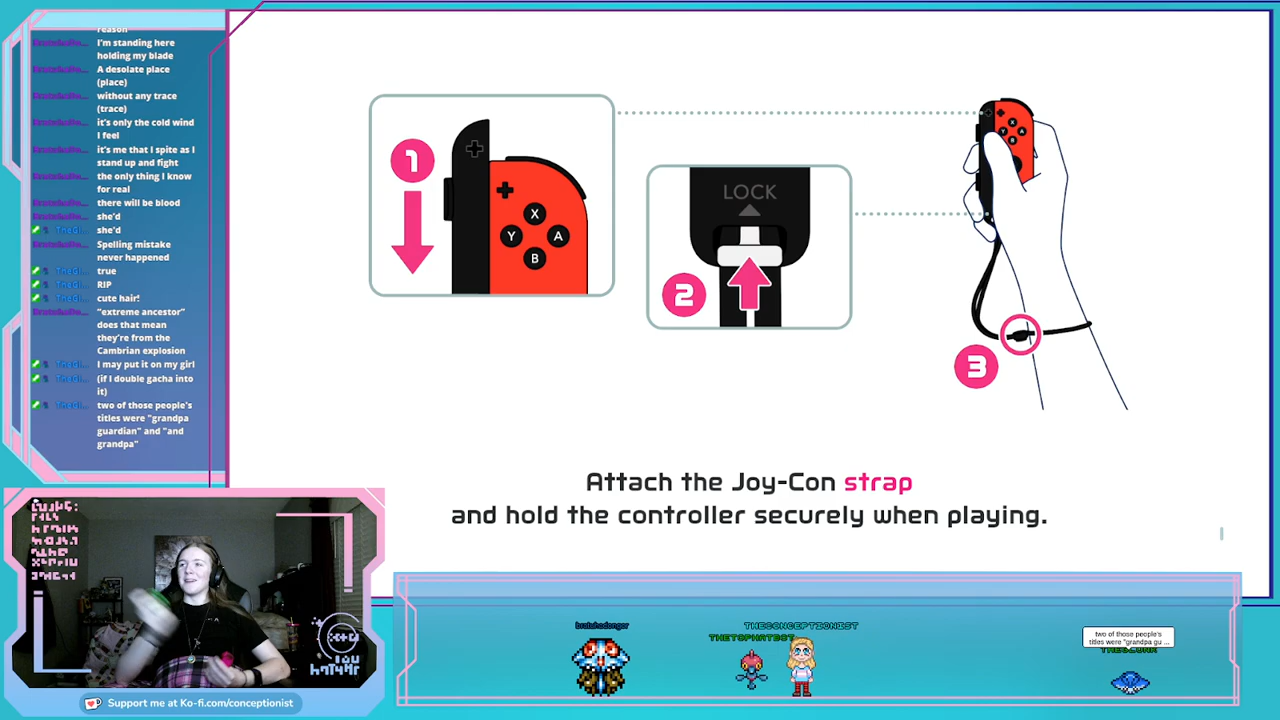 reason
I'm standing here
holding my blade
A desolate place
(place)
without any trace
(trace)
it's only the cold wind
I feel
it's me that I spite as I
stand up and fight
the only thing I know
for real
there will be blood
she'd
she'd
Spelling mistake
never happened
true
RIP
cute hair!
"extreme ancestor"
does that mean
they're from the
Cambrian explosion
I may put it on my girl
(if I double gacha into
it)
two of those people's
titles were "grandpa
guardian" and "and
grandpa"
1
X
Y
A
B
LOCK
2
X
Y
A
B
3
Attach the Joy-Con strap
and hold the controller securely when playing.
THECONCEPTIONIST
THETOPHATBOT
two of those people's
titles were "grandpa gu ...
Support me at Ko-fi.com/conceptionist